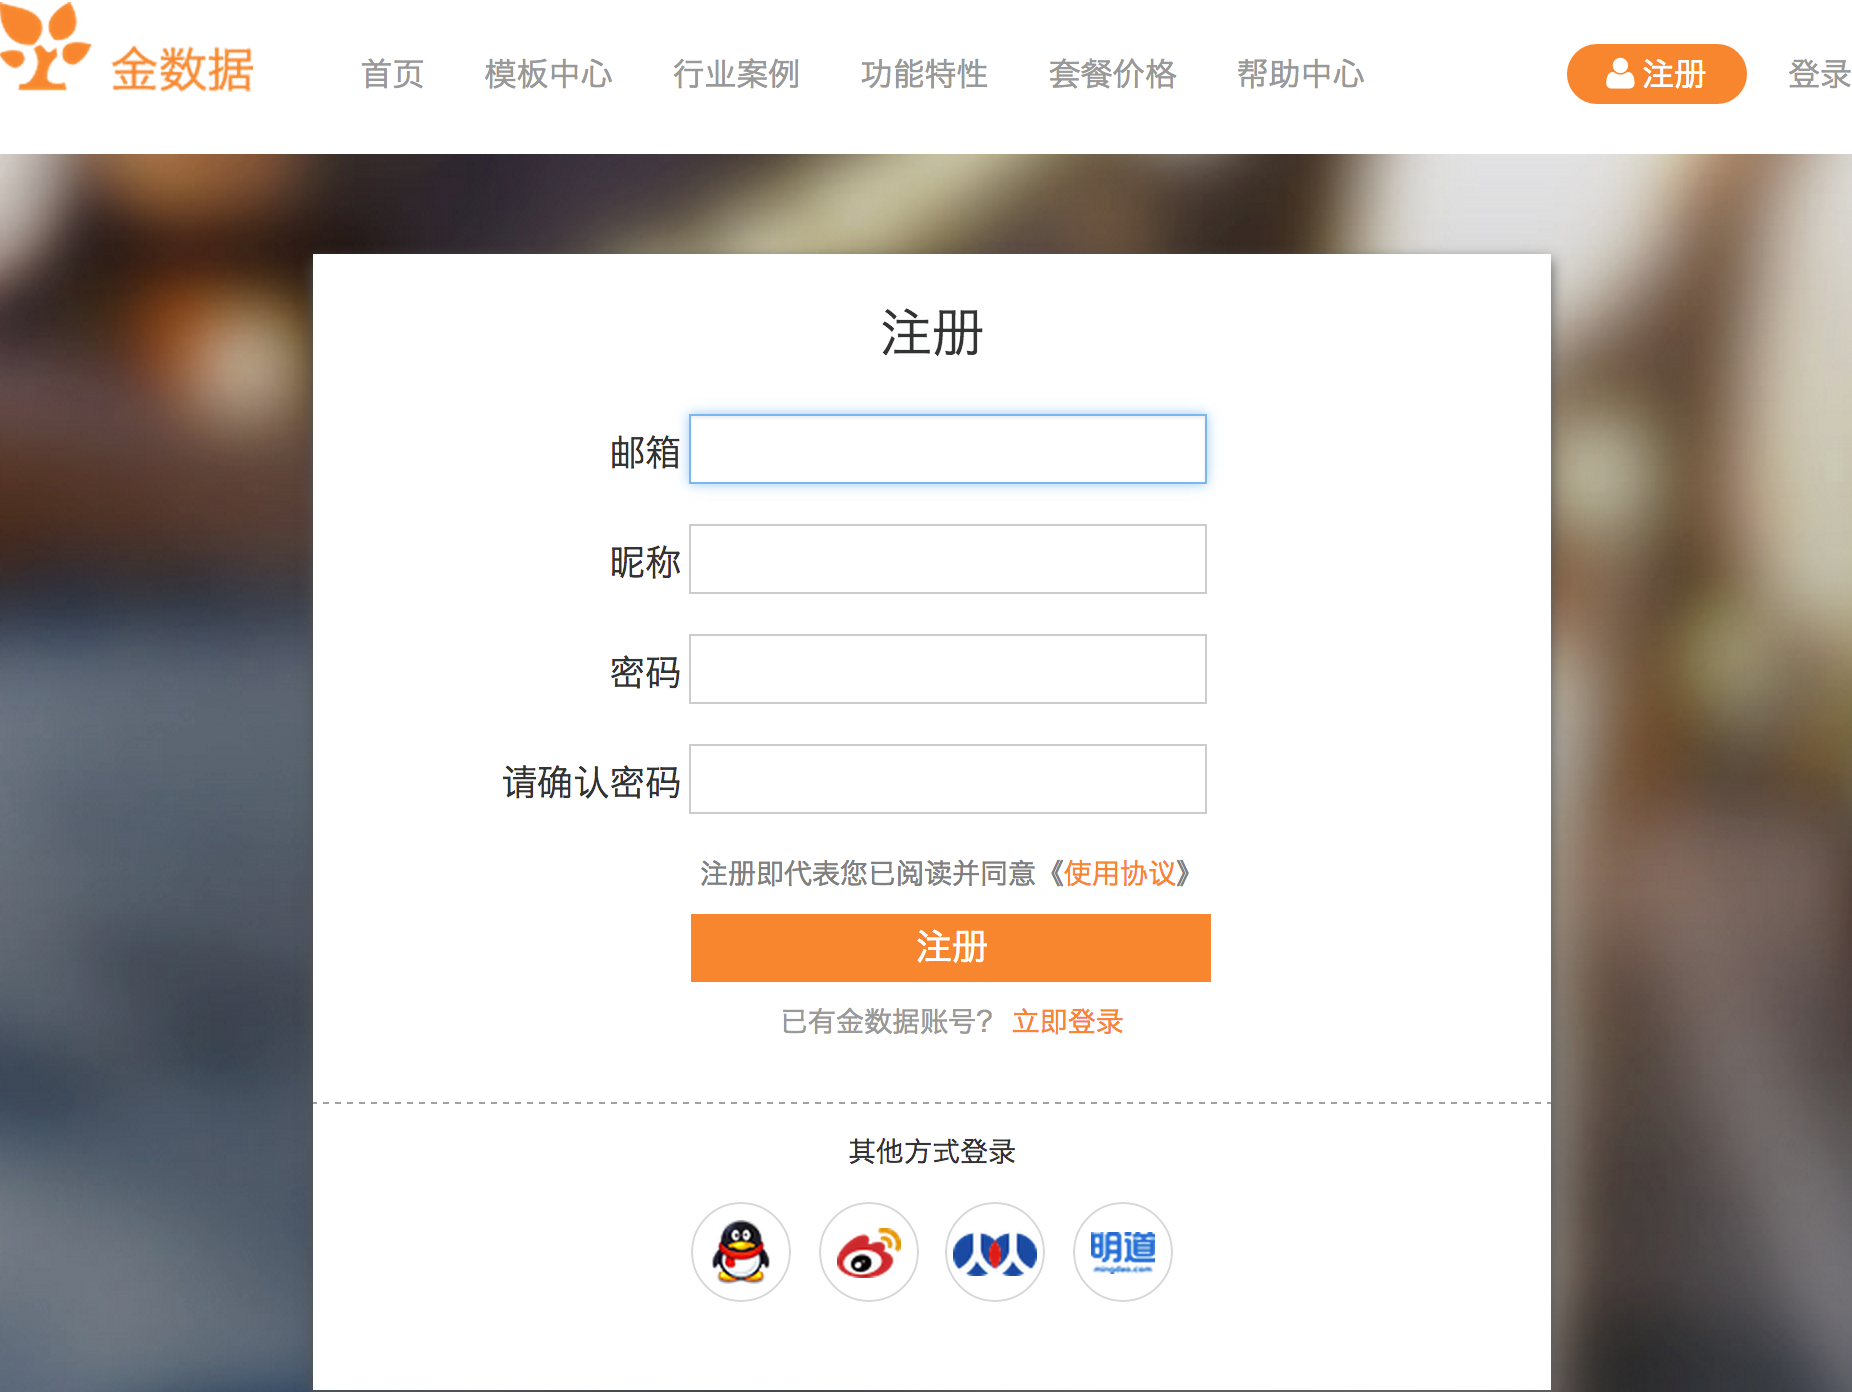 金数据
首页 模板中心 行业案例 功能特性 套餐价格 帮助中心 注册 登录
注册
邮箱
昵称
密码
请确认密码
注册即代表您已阅读并同意《使用协议》
注册
已有金数据账号? 立即登录
其他方式登录
明道
mingdao.com